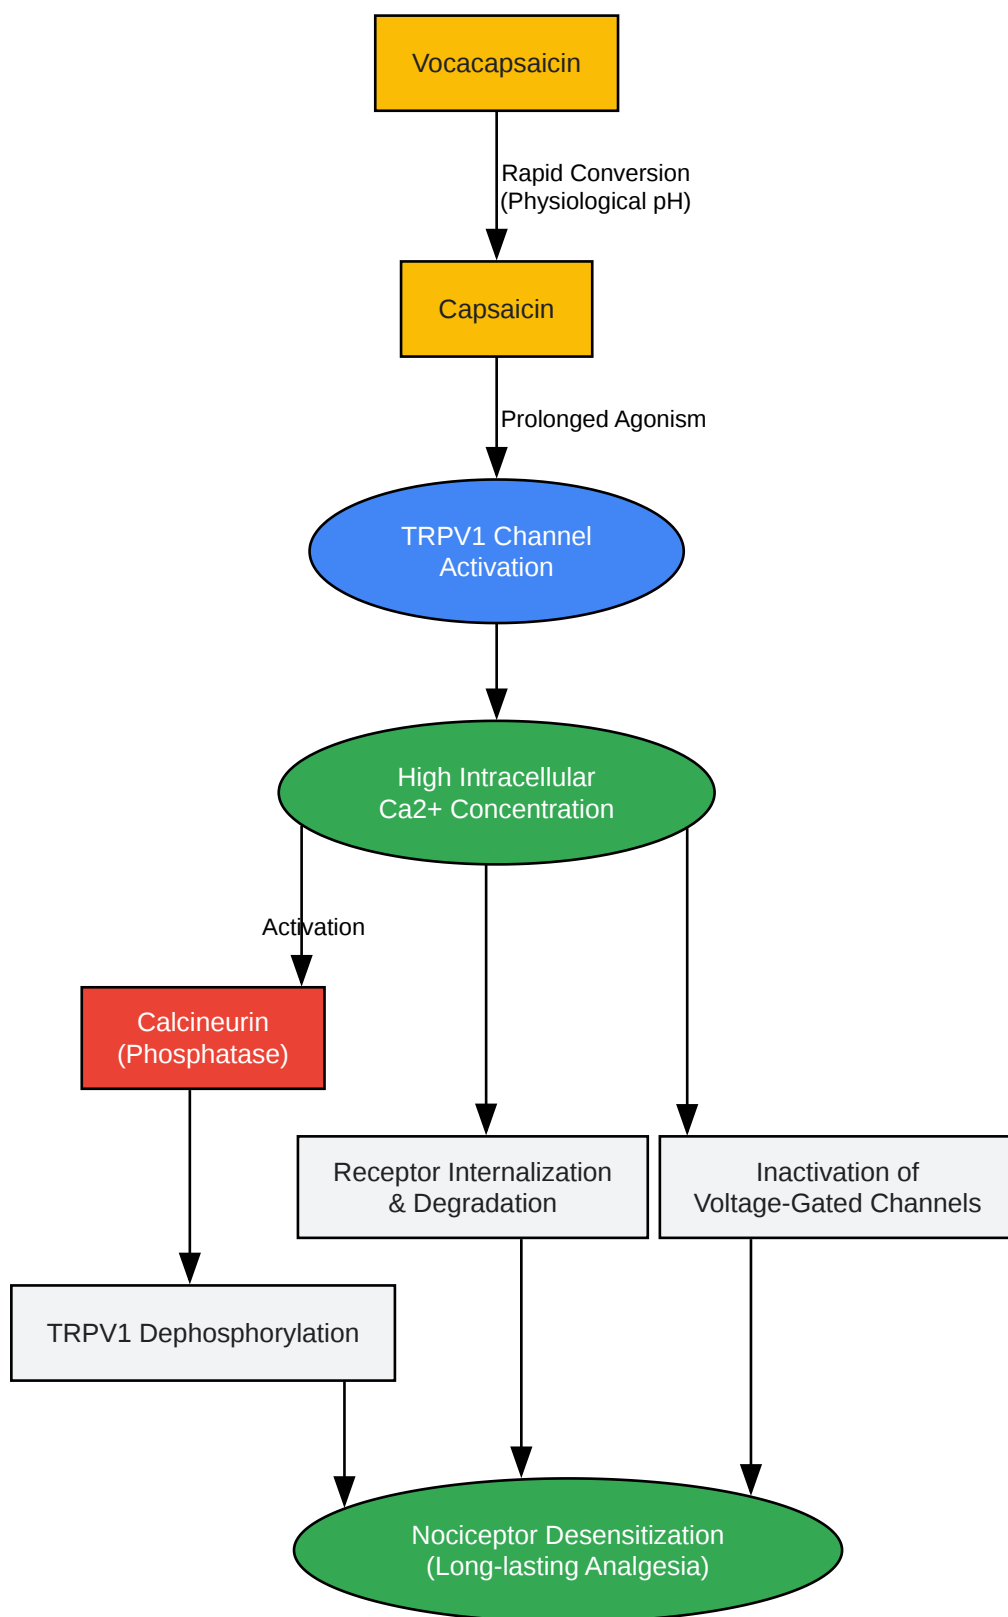 Vocacapsaicin
Rapid Conversion
(Physiological pH)
Capsaicin
Prolonged Agonism
TRPV1 Channel
Activation
High Intracellular
Ca2+ Concentration
Activation
Calcineurin
(Phosphatase)
Receptor Internalization
& Degradation
Inactivation of
Voltage-Gated Channels
TRPV1 Dephosphorylation
Nociceptor Desensitization
(Long-lasting Analgesia)